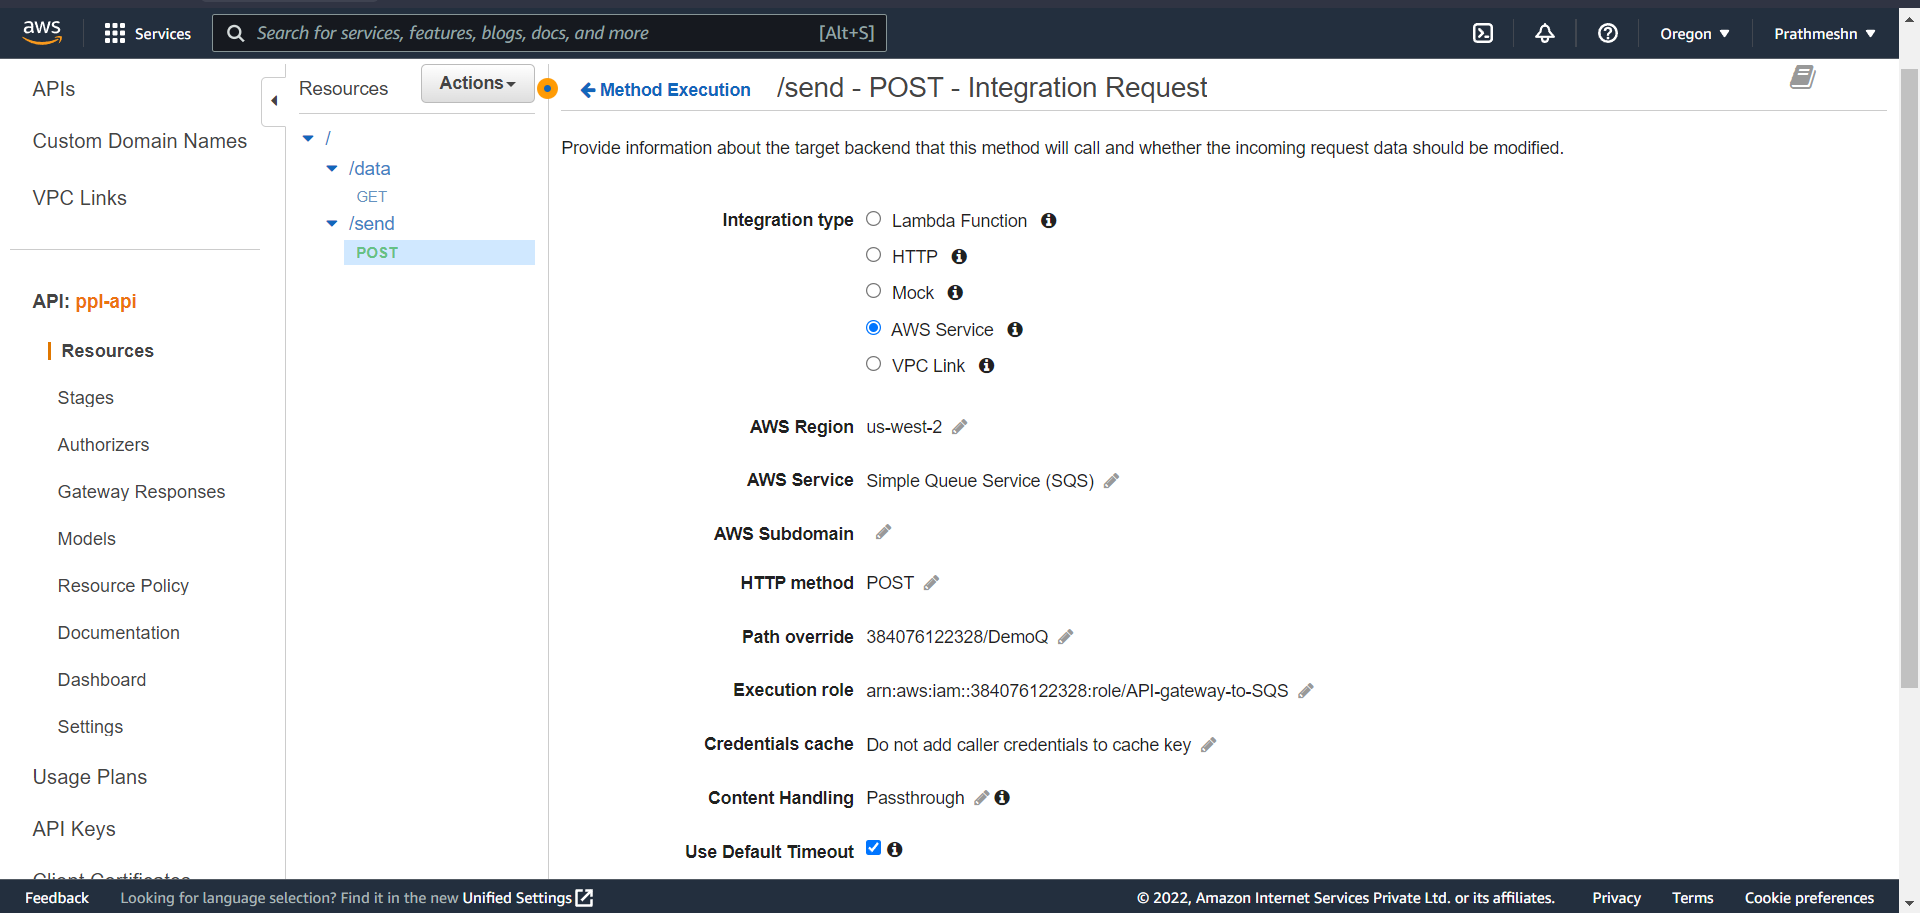 aws
Services
Search for services, features, blogs, docs, and more [Alt+S]
Oregon ▼
Prathmeshn ▼
APIs
Custom Domain Names
VPC Links
API: ppl-api
Resources
Stages
Authorizers
Gateway Responses
Models
Resource Policy
Documentation
Dashboard
Settings
Usage Plans
API Keys
Client Certificates
Resources
Actions
/
/data
GET
/send
POST
Method Execution /send - POST - Integration Request
Provide information about the target backend that this method will call and whether the incoming request data should be modified.
Integration type Lambda Function
HTTP
Mock
AWS Service
VPC Link
AWS Region us-west-2
AWS Service Simple Queue Service (SQS)
AWS Subdomain
HTTP method POST
Path override 384076122328/DemoQ
Execution role arn:aws:iam::384076122328:role/API-gateway-to-SQS
Credentials cache Do not add caller credentials to cache key
Content Handling Passthrough
Use Default Timeout
Feedback Looking for language selection? Find it in the new Unified Settings
© 2022, Amazon Internet Services Private Ltd. or its affiliates. Privacy Terms Cookie preferences